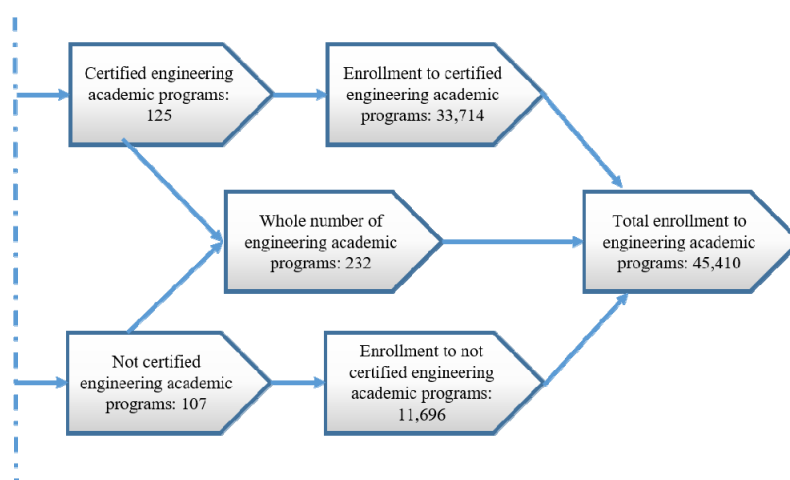 Certified engineering
academic programs:
125
Enrollment to certified
engineering academic
programs: 33,714
Whole number of
engineering academic
programs: 232
Total enrollment to
engineering academic
programs: 45,410
Not certified
engineering academic
programs: 107
Enrollment to not
certified engineering
academic programs:
11,696